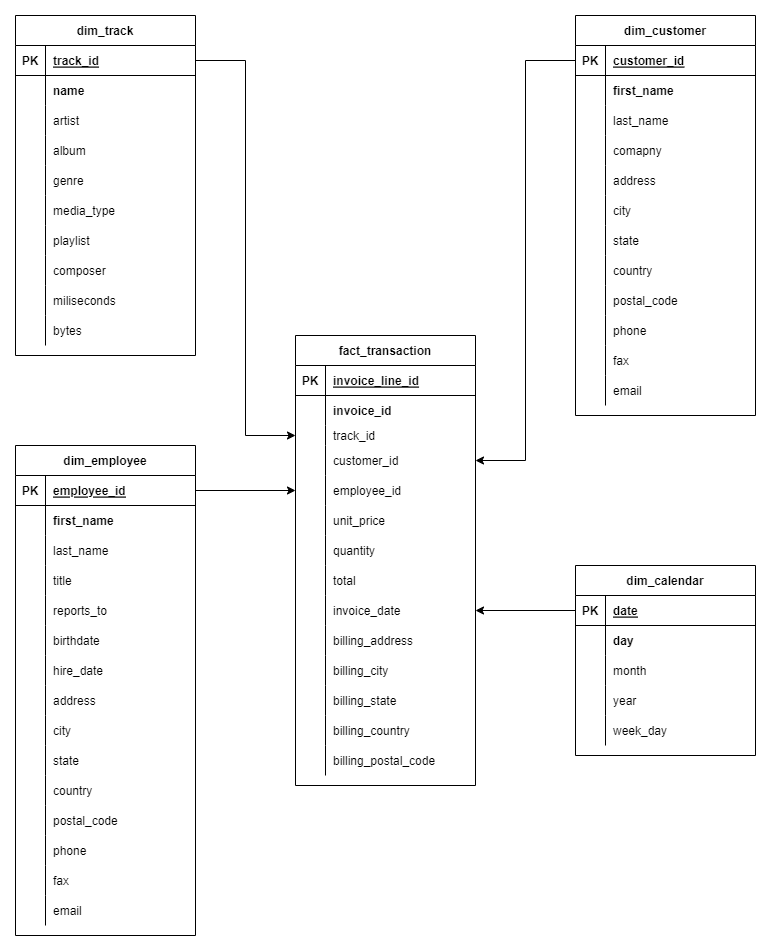 dim_track
PK track_id
name
artist
album
genre
media_type
playlist
composer
miliseconds
bytes
dim_customer
PK customer_id
first_name
last_name
comapny
address
city
state
country
postal_code
phone
fax
email
fact_transaction
PK invoice_line_id
invoice_id
track_id
customer_id
employee_id
unit_price
quantity
total
invoice_date
billing_address
billing_city
billing_state
billing_country
billing_postal_code
dim_employee
PK employee_id
first_name
last_name
title
reports_to
birthdate
hire_date
address
city
state
country
postal_code
phone
fax
email
dim_calendar
PK date
day
month
year
week_day